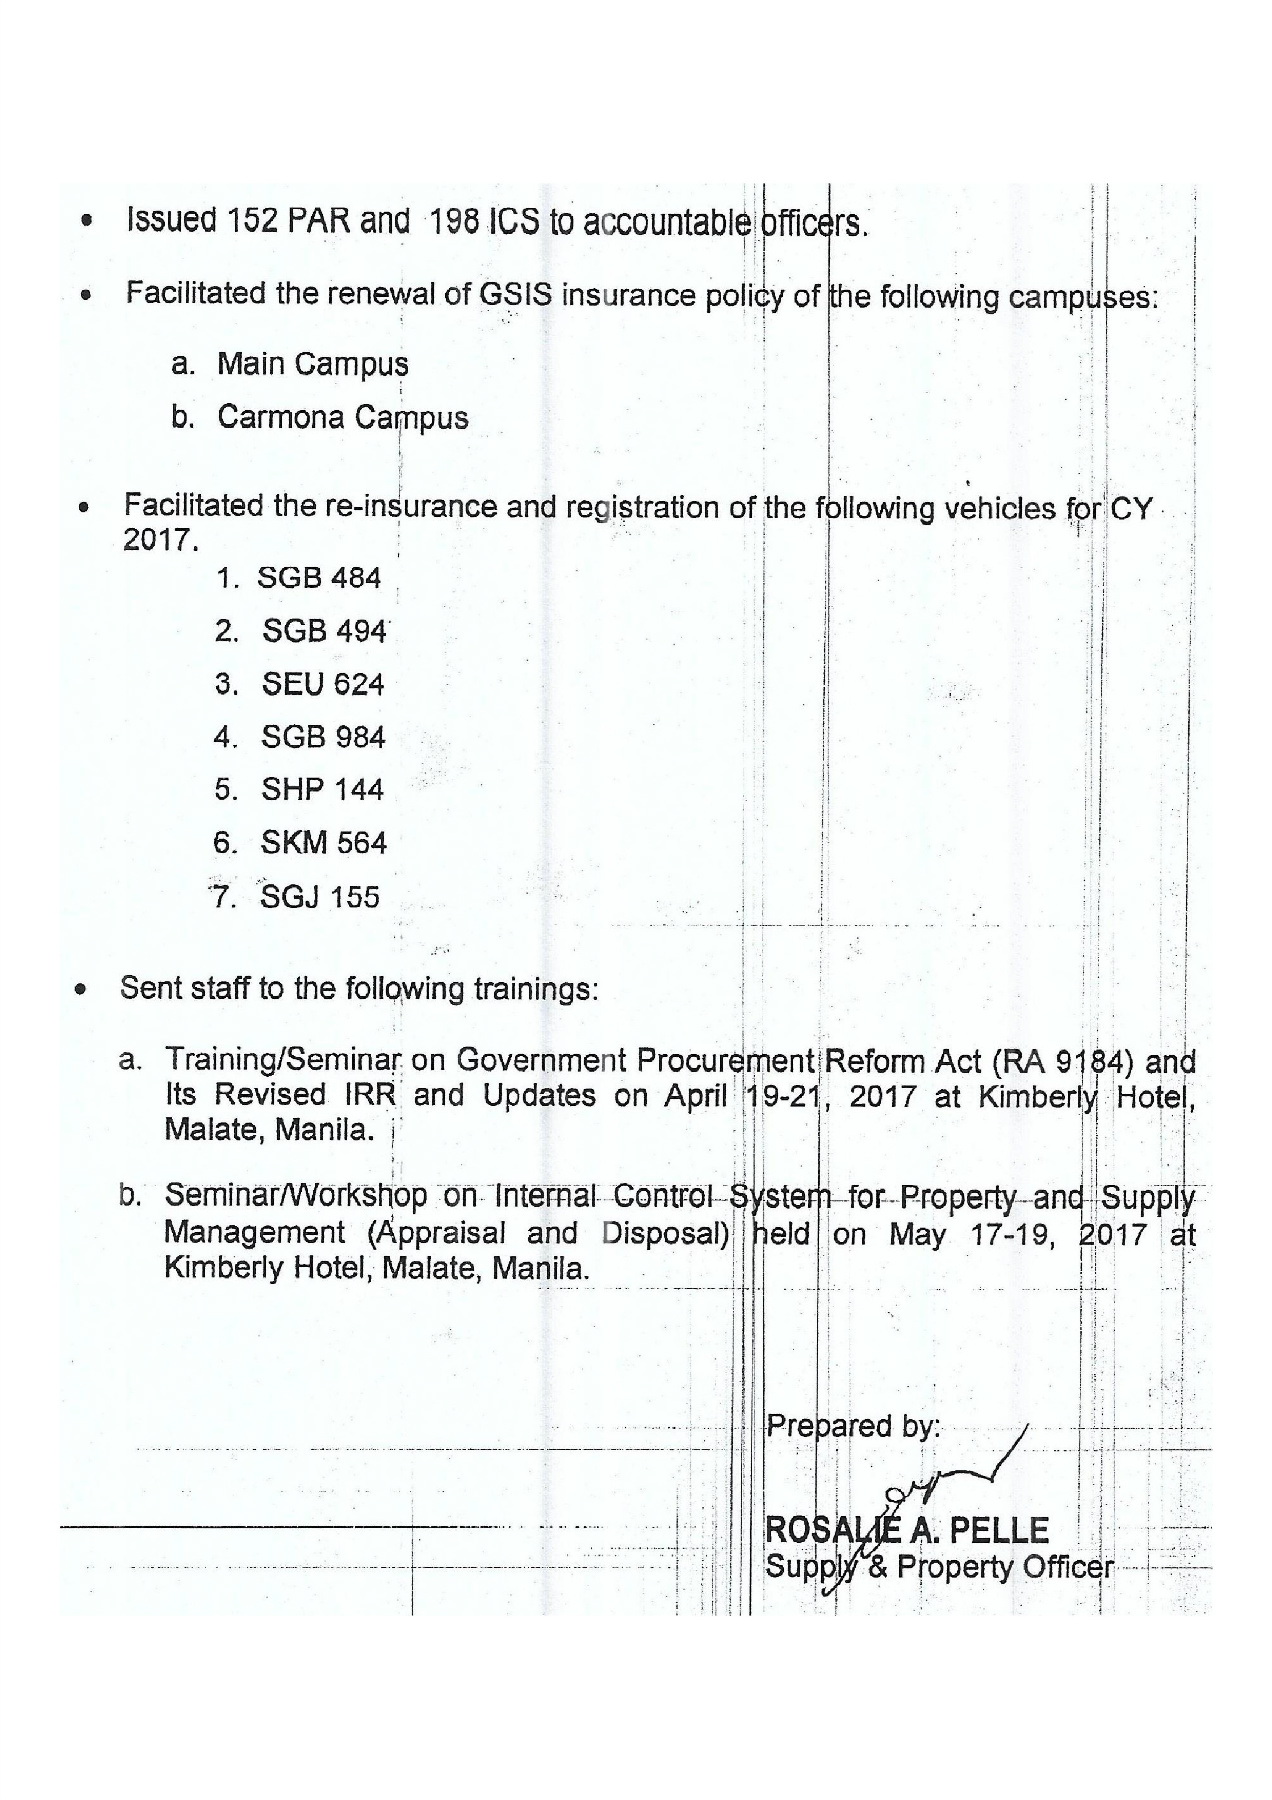 • Issued 152 PAR and 198 ICS to accountable officers.
• Facilitated the renewal of GSIS insurance policy of the following campuses:
a. Main Campus
b. Carmona Campus
• Facilitated the re-insurance and registration of the following vehicles for CY
2017.
1. SGB 484
2. SGB 494
3. SEU 624
4. SGB 984
5. SHP 144
6. SKM 564
7. SGJ 155
• Sent staff to the following trainings:
a. Training/Seminar on Government Procurement Reform Act (RA 9184) and
Its Revised IRR and Updates on April 19-21, 2017 at Kimberly Hotel,
Malate, Manila.
b. Seminar/Workshop on Internal Control System for Property and Supply
Management (Appraisal and Disposal) held on May 17-19, 2017 at
Kimberly Hotel, Malate, Manila.
Prepared by:
ROSALIE A. PELLE
Supply & Property Officer